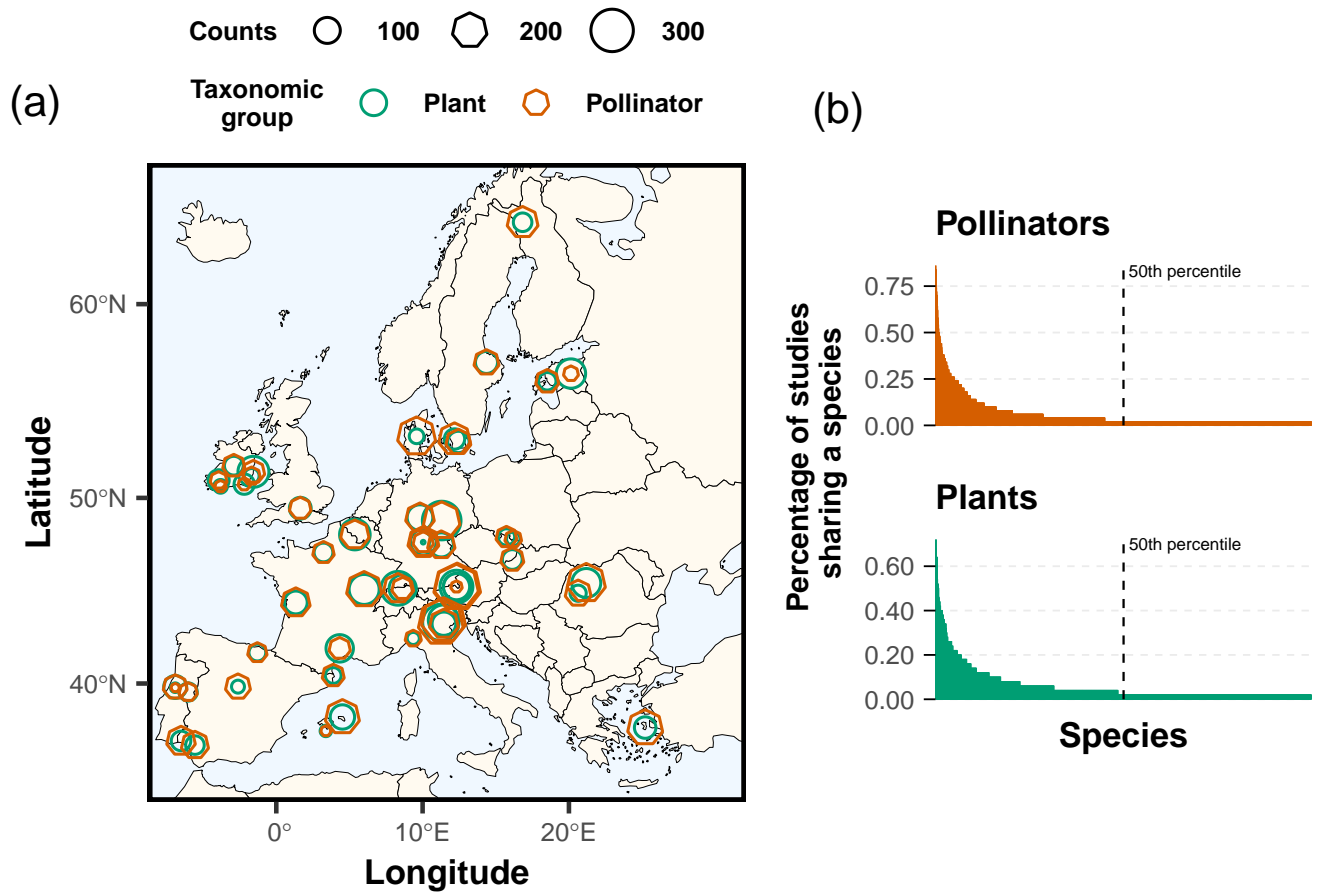 Counts 100 200 300
(a)
Taxonomic
group
Plant Pollinator
(b)
60°N
50°N
40°N
Latitude
0° 10°E 20°E
Longitude
Pollinators
50th percentile
0.75
0.50
0.25
0.00
Percentage of studies
sharing a species
Plants
50th percentile
0.60
0.40
0.20
0.00
Species